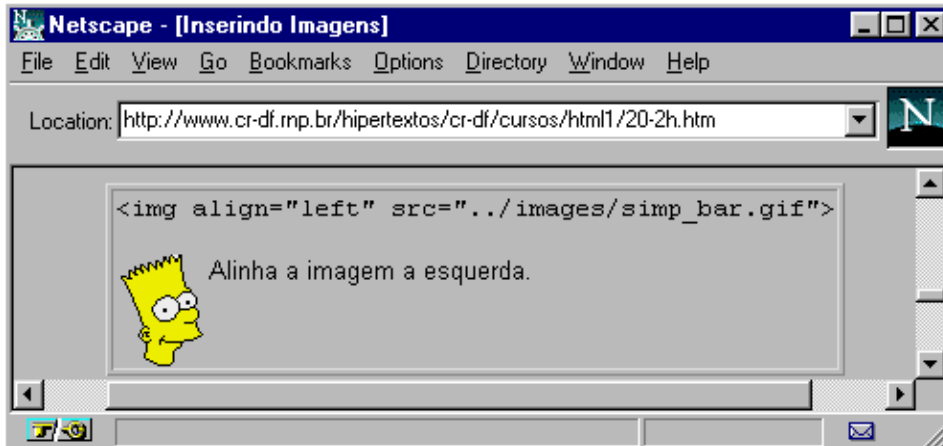 Netscape - [Inserindo Imagens]
File Edit View Go Bookmarks Options Directory Window Help
Location: http://www.cr-df.rnp.br/hipertextos/cr-df/cursos/html1/20-2h.htm
N
<img align="left" src="../images/simp_bar.gif">
Alinha a imagem a esquerda.